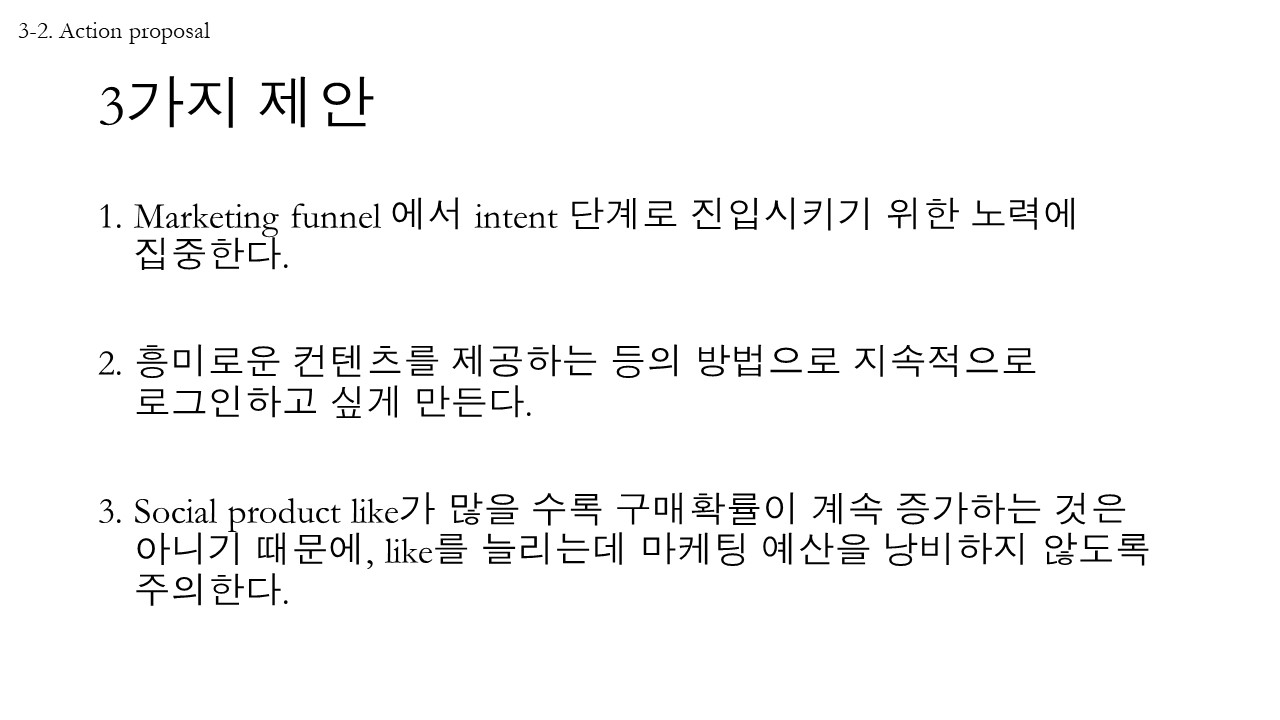 3-2. Action proposal
3가지 제안
1. Marketing funnel 에서 intent 단계로 진입시키기 위한 노력에
집중한다.
2. 흥미로운 컨텐츠를 제공하는 등의 방법으로 지속적으로
로그인하고 싶게 만든다.
3. Social product like가 많을 수록 구매확률이 계속 증가하는 것은
아니기 때문에, like를 늘리는데 마케팅 예산을 낭비하지 않도록
주의한다.